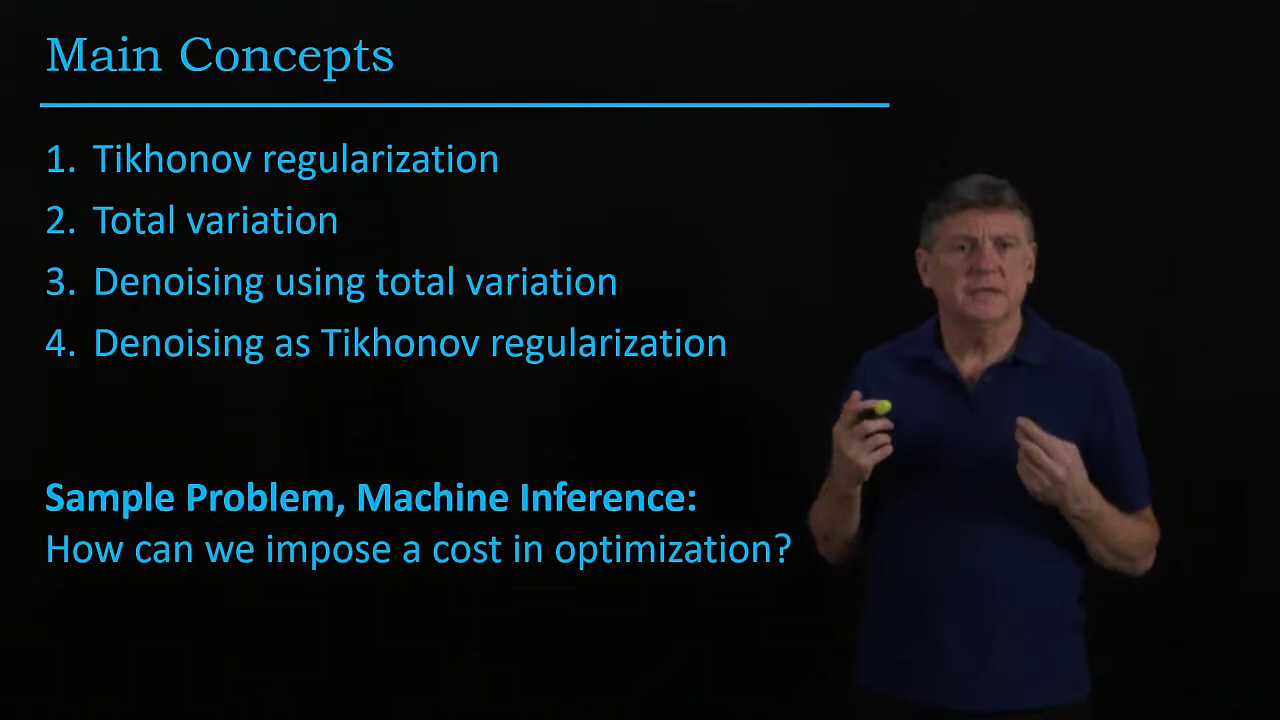 Main Concepts
1. Tikhonov regularization
2. Total variation
3. Denoising using total variation
4. Denoising as Tikhonov regularization
Sample Problem, Machine Inference:
How can we impose a cost in optimization?